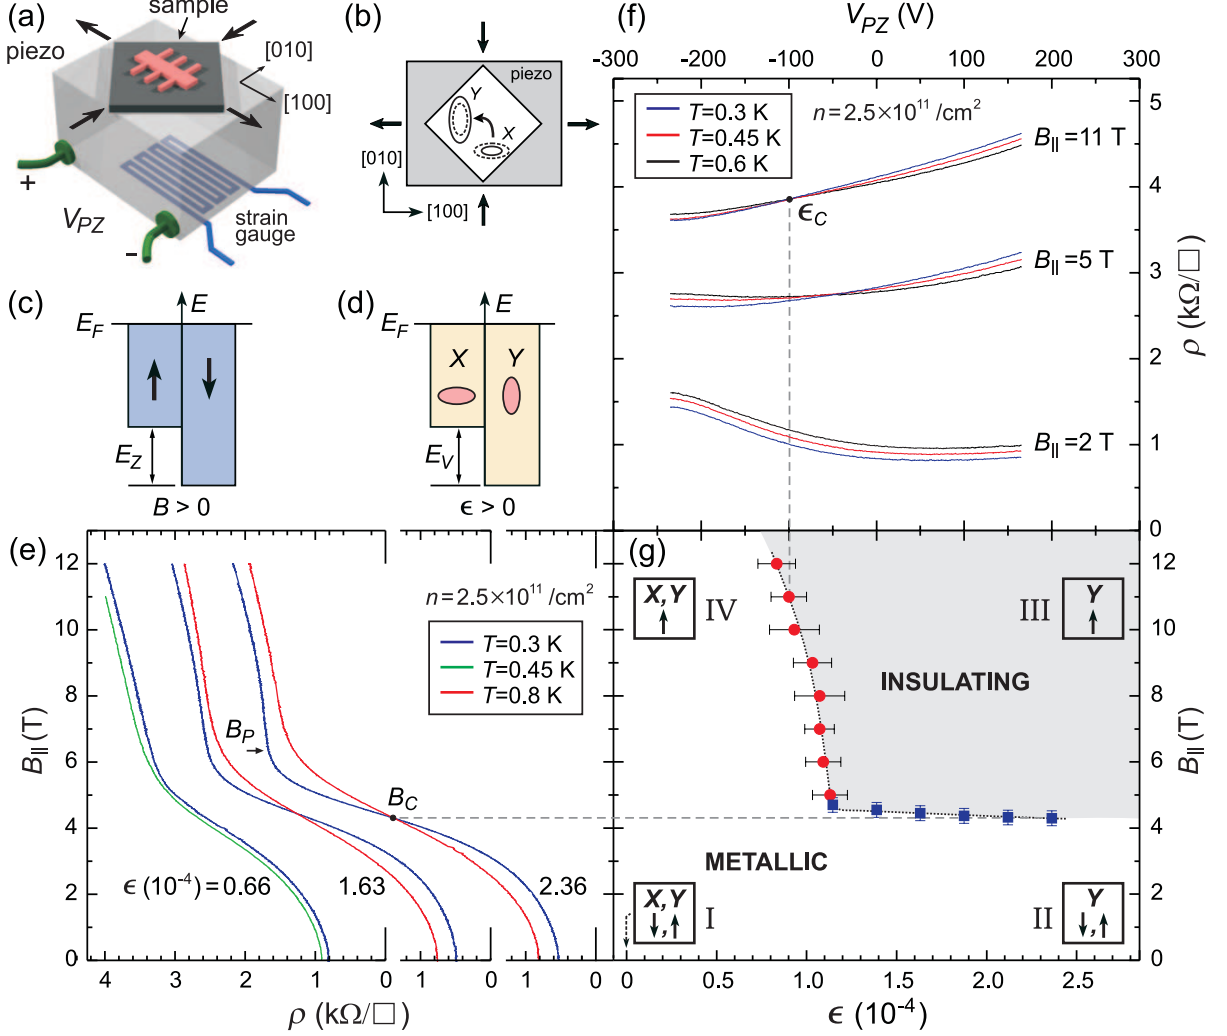 (a)
sample
piezo
[010]
[100]
+
V_PZ
−
strain
gauge
(b)
piezo
Y
X
[010]
[100]
(c)
E
E_F
E_Z
B > 0
(d)
E
E_F
X
Y
E_V
ϵ > 0
(e)
n=2.5×10^11/cm^2
T=0.3 K
T=0.45 K
T=0.8 K
B_P
B_C
ϵ (10^-4) = 0.66
1.63
2.36
12
10
8
6
4
2
0
B_|| (T)
4 3 2 1 0 1 0 1 0
ρ (kΩ/□)
(f)
V_PZ (V)
-300 -200 -100 0 100 200 300
T=0.3 K
T=0.45 K
T=0.6 K
n=2.5×10^11/cm^2
B_||=11 T
ϵ_C
B_||=5 T
B_||=2 T
5
4
3
2
1
0
ρ (kΩ/□)
(g)
X,Y
↑
IV
III
Y
↑
INSULATING
METALLIC
X,Y
↓,↑
I
II
Y
↓,↑
12
10
8
6
4
2
0
B_|| (T)
0 0.5 1.0 1.5 2.0 2.5
ϵ (10^-4)